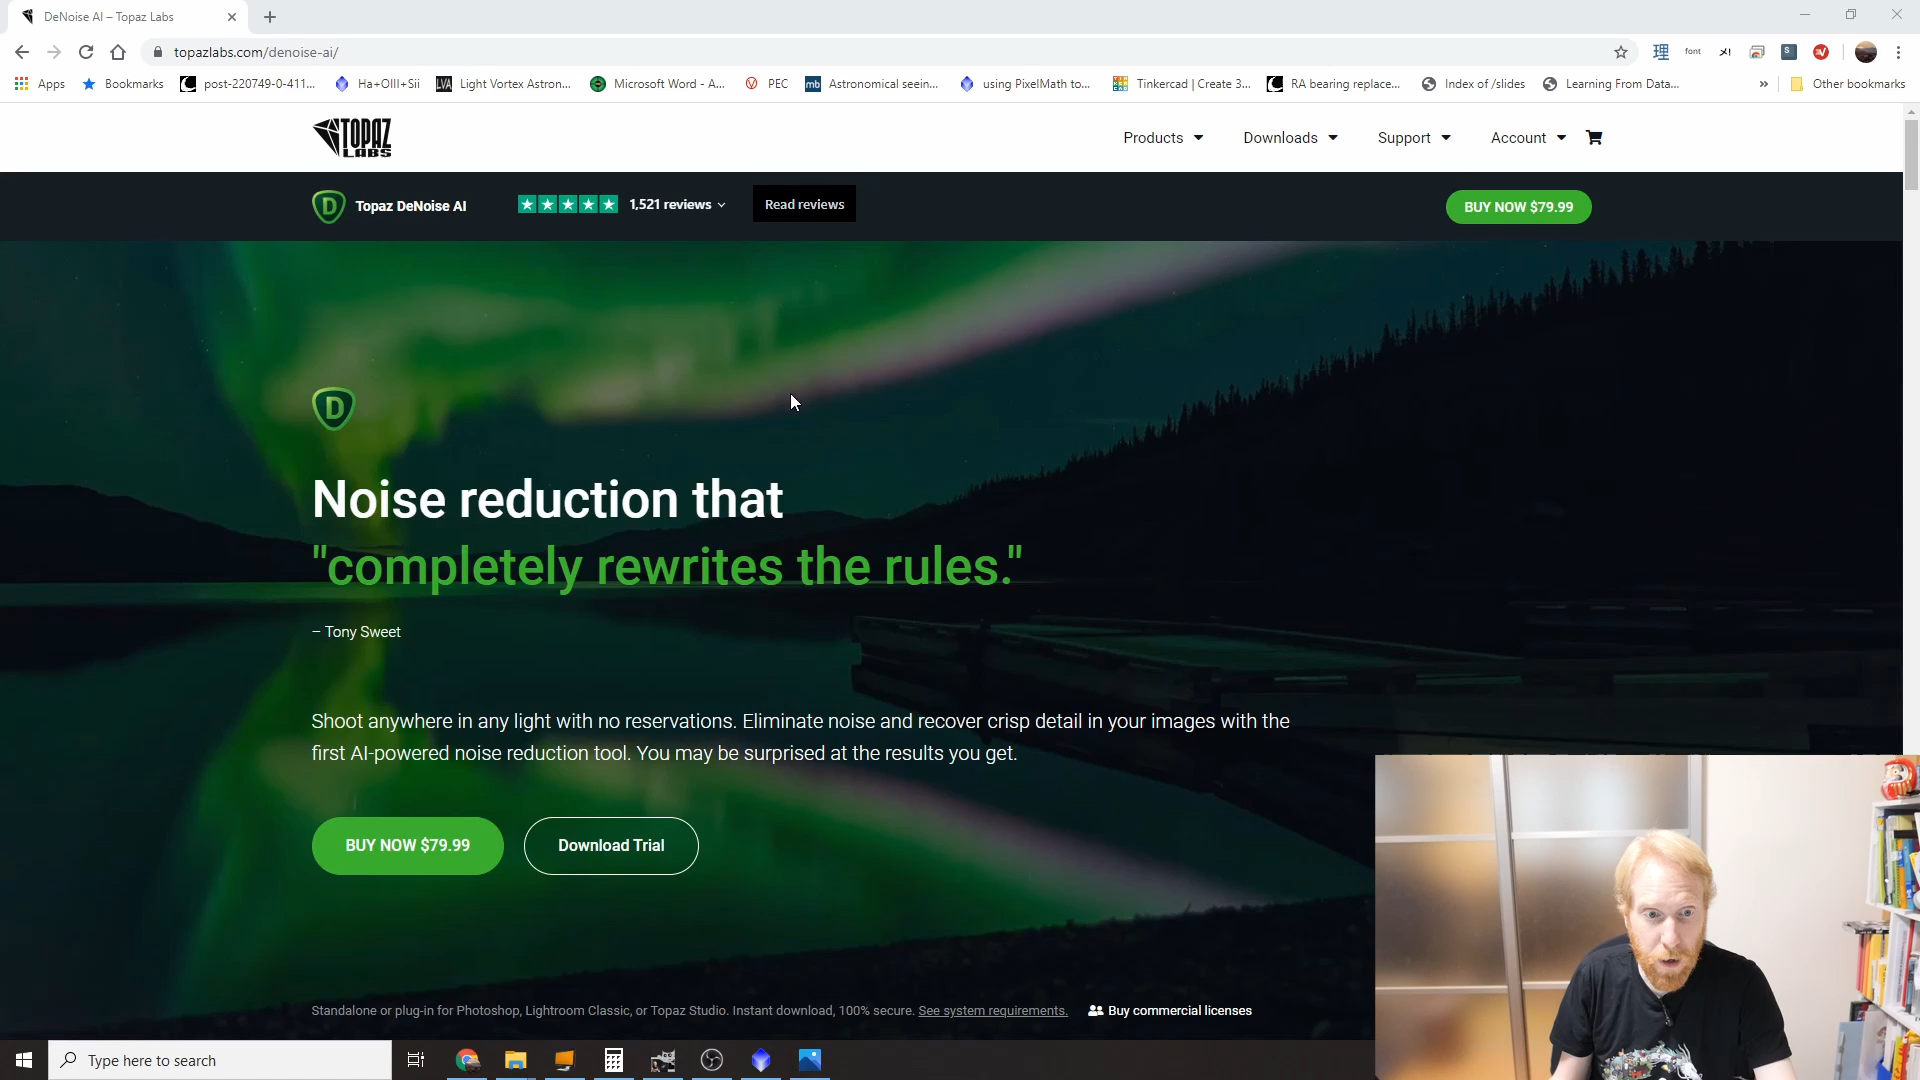 DeNoise AI – Topaz Labs
topazlabs.com/denoise-ai/
font
Apps
Bookmarks
post-220749-0-411...
Ha+OIII+Sii
LVA
Light Vortex Astron...
Microsoft Word - A...
PEC
mb
Astronomical seein...
using PixelMath to...
Tinkercad | Create 3...
RA bearing replace...
Index of /slides
Learning From Data...
»
Other bookmarks
TOPAZ
LABS
Products
Downloads
Support
Account
D
Topaz DeNoise AI
1,521 reviews
Read reviews
BUY NOW $79.99
D
Noise reduction that
"completely rewrites the rules."
– Tony Sweet
Shoot anywhere in any light with no reservations. Eliminate noise and recover crisp detail in your images with the
first AI-powered noise reduction tool. You may be surprised at the results you get.
BUY NOW $79.99
Download Trial
Standalone or plug-in for Photoshop, Lightroom Classic, or Topaz Studio. Instant download, 100% secure. See system requirements.
Buy commercial licenses
Type here to search